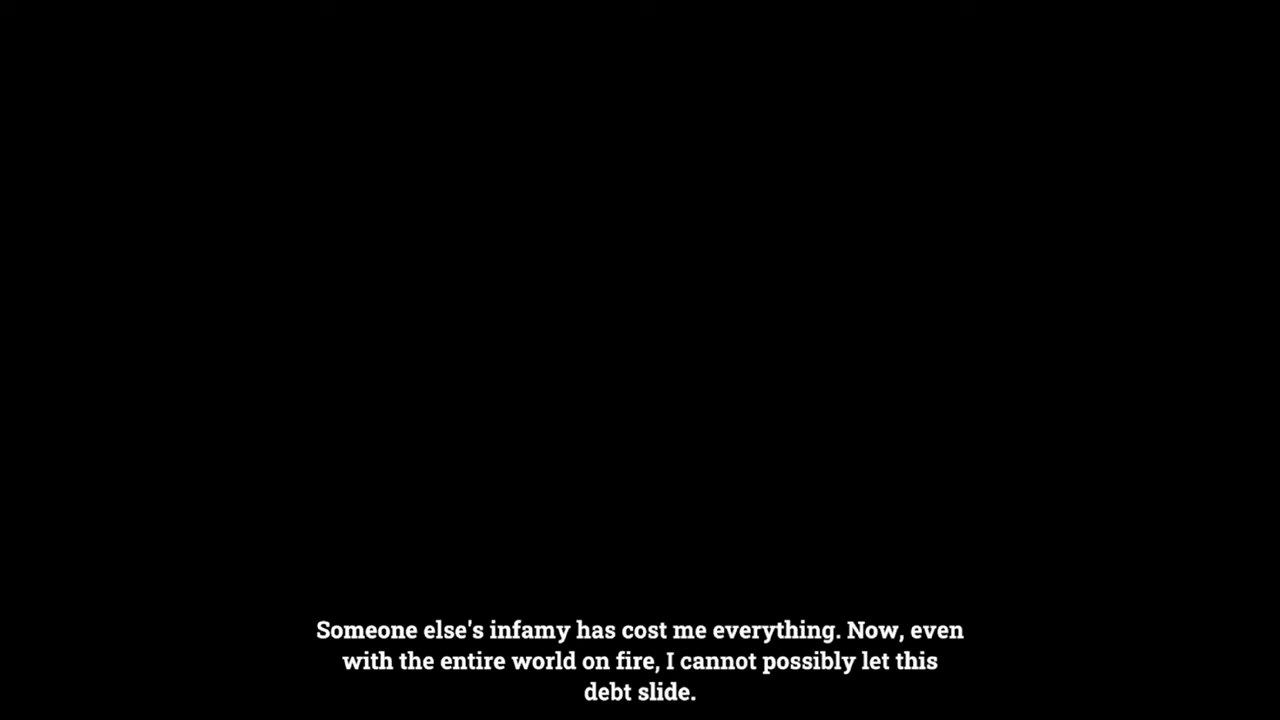 Someone else's infamy has cost me everything. Now, even
with the entire world on fire, I cannot possibly let this
debt slide.